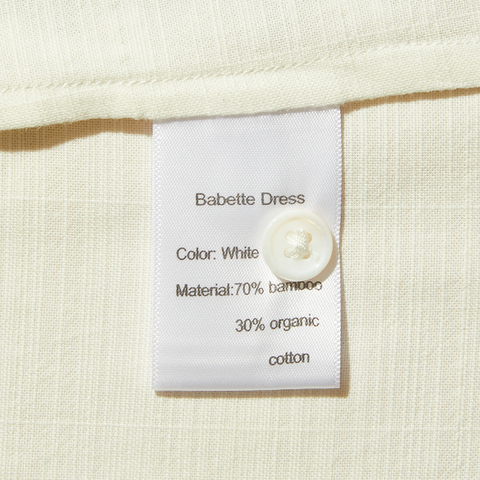 Babette Dress
Color: White
Material:70% bamboo
30% organic
cotton